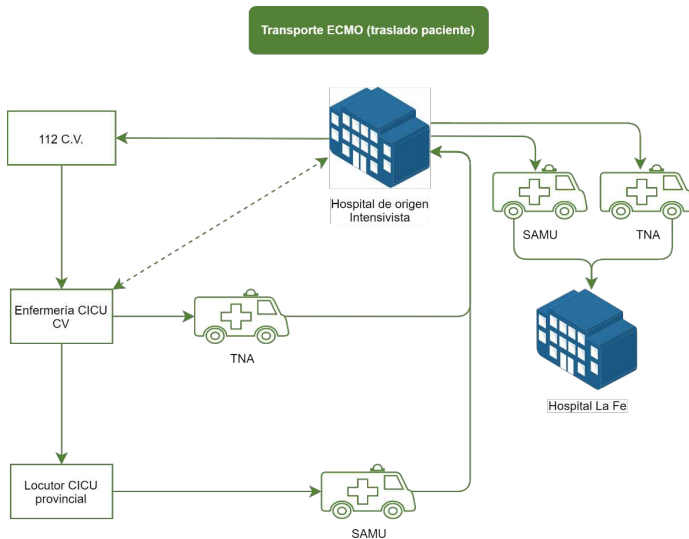 Transporte ECMO (traslado paciente)
112 C.V.
Hospital de origen
Intensivista
SAMU
TNA
Enfermería CICU
CV
TNA
Hospital La Fe
Locutor CICU
provincial
SAMU